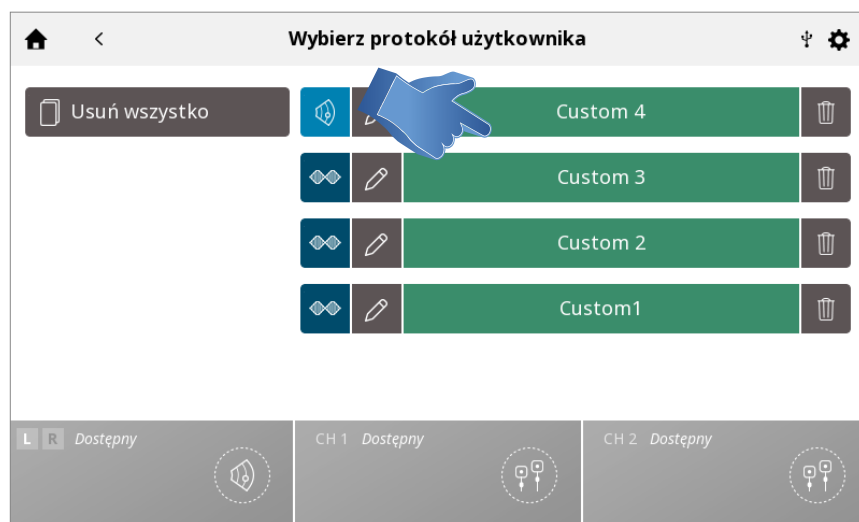 Wybierz protokół użytkownika
Usuń wszystko
Custom 4
Custom 3
Custom 2
Custom1
L R Dostępny
CH 1 Dostępny
CH 2 Dostępny